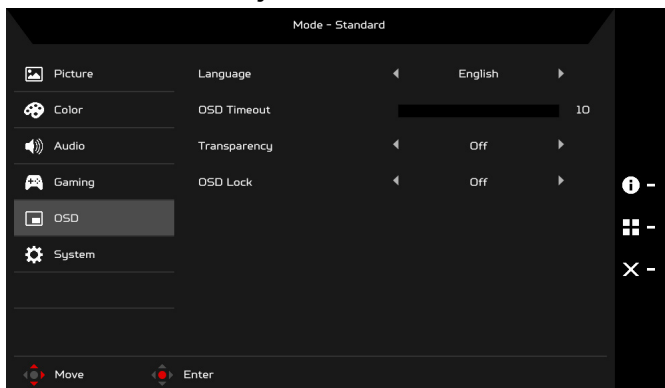 Mode - Standard
Picture
Language English
Color
OSD Timeout 10
Audio
Transparency Off
Gaming
OSD Lock Off
OSD
System
Move Enter